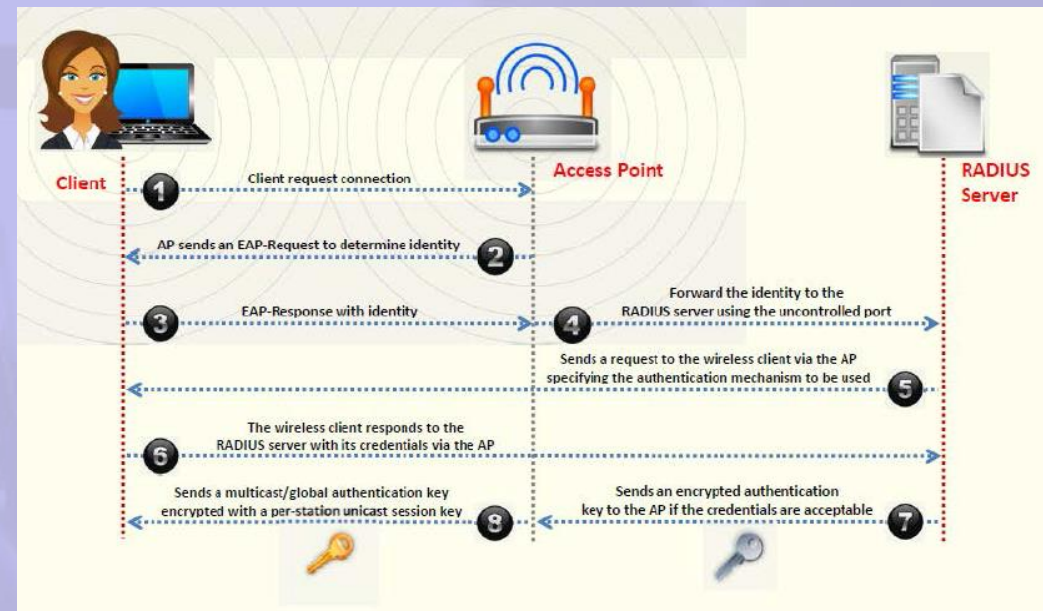 Client
Access Point
RADIUS
Server
1
Client request connection
AP sends an EAP-Request to determine identity
2
3
EAP-Response with identity
4
Forward the identity to the
RADIUS server using the uncontrolled port
Sends a request to the wireless client via the AP
specifying the authentication mechanism to be used
5
The wireless client responds to the
RADIUS server with its credentials via the AP
6
Sends an encrypted authentication
key to the AP if the credentials are acceptable
7
Sends a multicast/global authentication key
encrypted with a per-station unicast session key
8